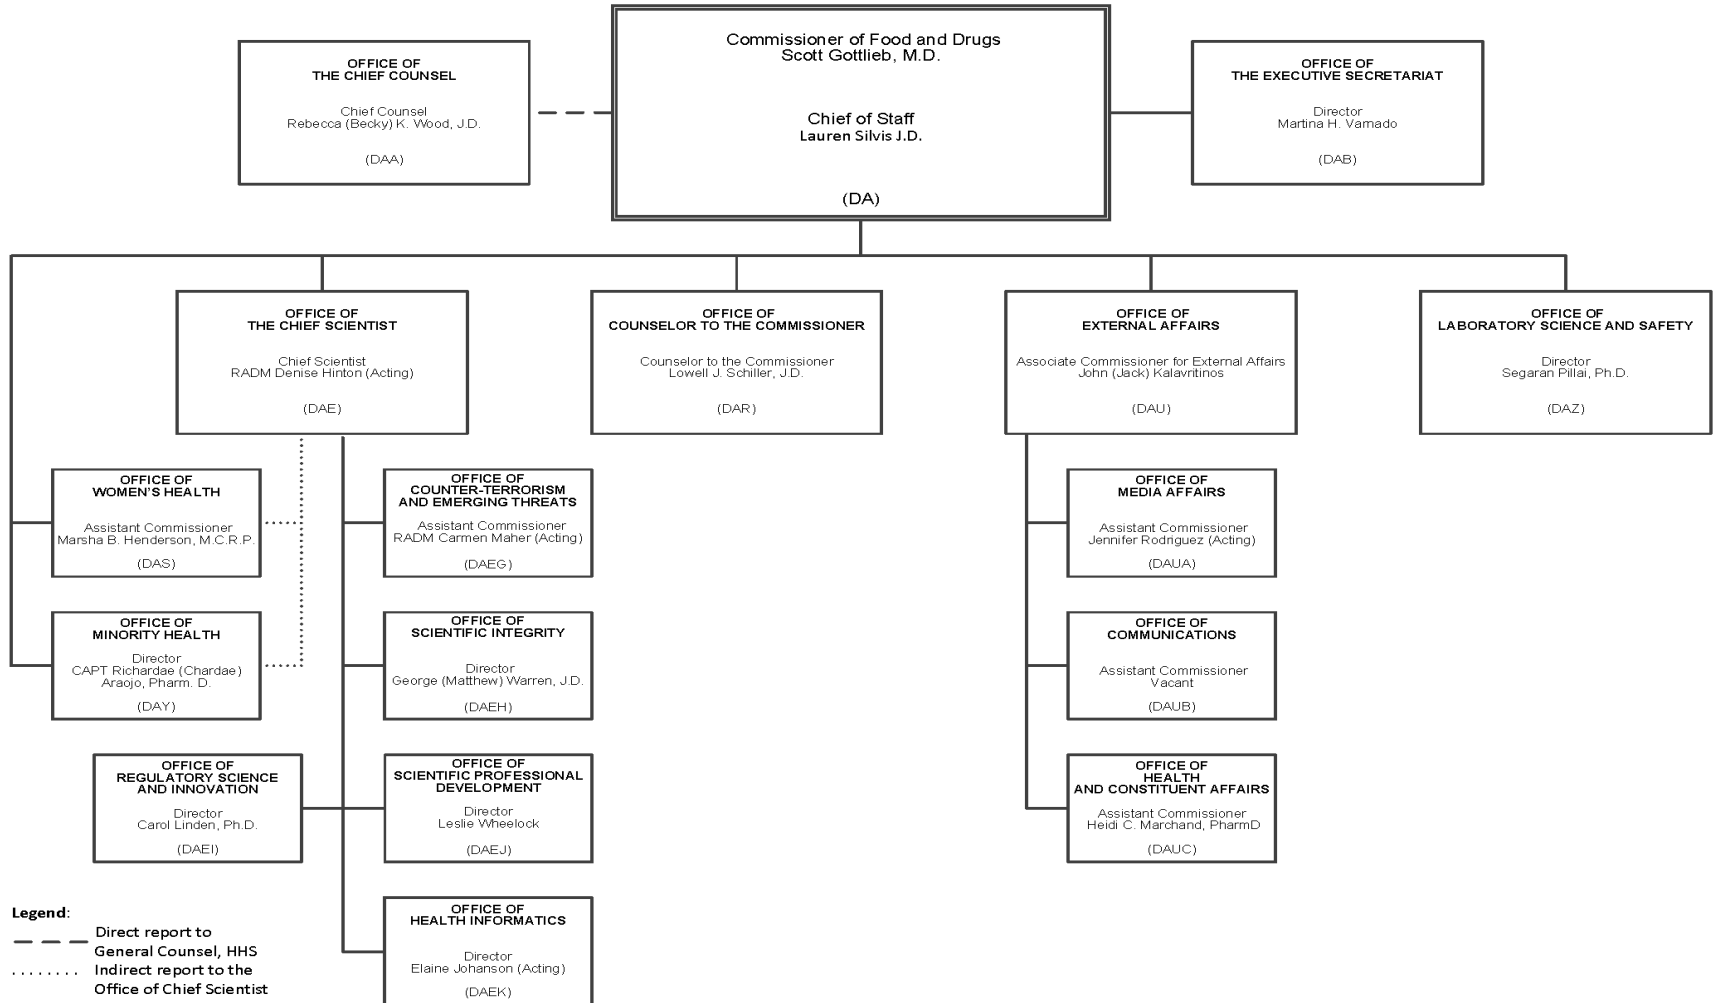 Commissioner of Food and Drugs
Scott Gottlieb, M.D.
Chief of Staff
Lauren Silvis J.D.
(DA)
OFFICE OF
THE CHIEF COUNSEL
Chief Counsel
Rebecca (Becky) K. Wood, J.D.
(DAA)
OFFICE OF
THE EXECUTIVE SECRETARIAT
Director
Martina H. Varnado
(DAB)
OFFICE OF
THE CHIEF SCIENTIST
Chief Scientist
RADM Denise Hinton (Acting)
(DAE)
OFFICE OF
COUNSELOR TO THE COMMISSIONER
Counselor to the Commissioner
Lowell J. Schiller, J.D.
(DAR)
OFFICE OF
EXTERNAL AFFAIRS
Associate Commissioner for External Affairs
John (Jack) Kalavritinos
(DAU)
OFFICE OF
LABORATORY SCIENCE AND SAFETY
Director
Segaran Pillai, Ph.D.
(DAZ)
OFFICE OF
WOMEN'S HEALTH
Assistant Commissioner
Marsha B. Henderson, M.C.R.P.
(DAS)
OFFICE OF
COUNTER-TERRORISM
AND EMERGING THREATS
Assistant Commissioner
RADM Carmen Maher (Acting)
(DAEG)
OFFICE OF
MEDIA AFFAIRS
Assistant Commissioner
Jennifer Rodriguez (Acting)
(DAUA)
OFFICE OF
MINORITY HEALTH
Director
CAPT Richardae (Chardae)
Araojo, Pharm. D.
(DAY)
OFFICE OF
SCIENTIFIC INTEGRITY
Director
George (Matthew) Warren, J.D.
(DAEH)
OFFICE OF
COMMUNICATIONS
Assistant Commissioner
Vacant
(DAUB)
OFFICE OF
REGULATORY SCIENCE
AND INNOVATION
Director
Carol Linden, Ph.D.
(DAEI)
OFFICE OF
SCIENTIFIC PROFESSIONAL
DEVELOPMENT
Director
Leslie Wheelock
(DAEJ)
OFFICE OF
HEALTH
AND CONSTITUENT AFFAIRS
Assistant Commissioner
Heidi C. Marchand, PharmD
(DAUC)
OFFICE OF
HEALTH INFORMATICS
Director
Elaine Johanson (Acting)
(DAEK)
Legend:
Direct report to
General Counsel, HHS
Indirect report to the
Office of Chief Scientist